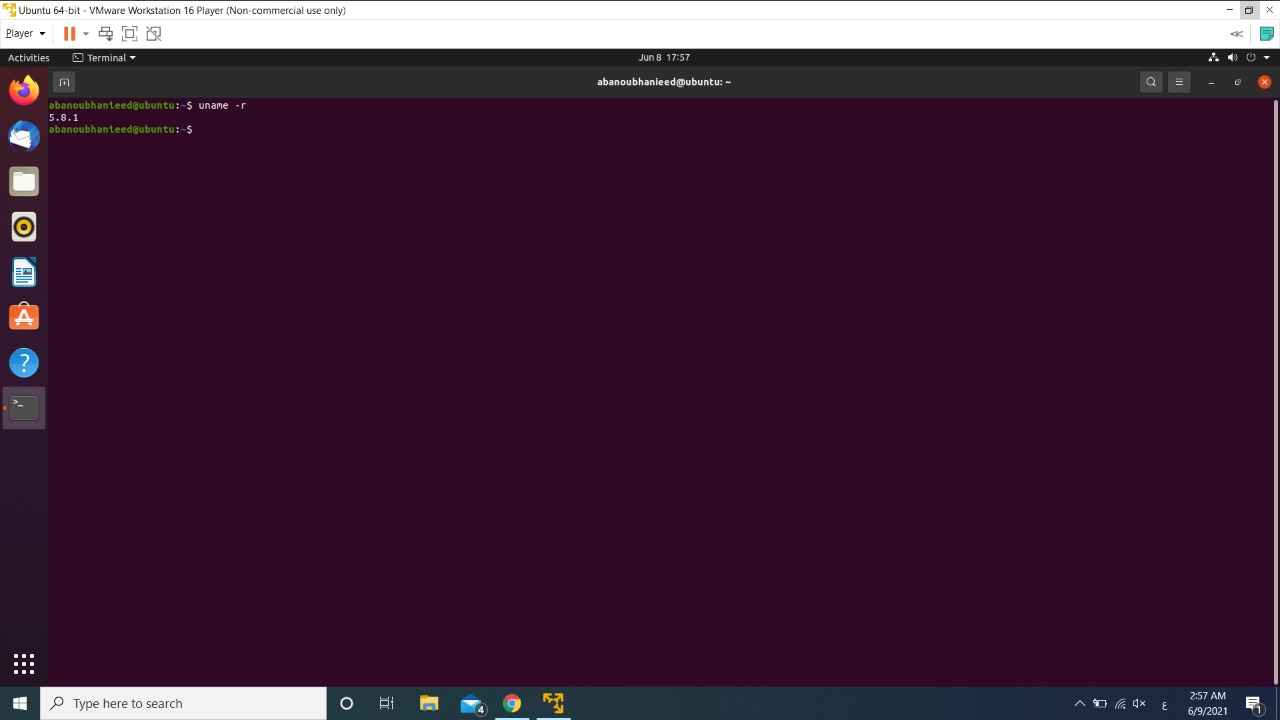 Ubuntu 64-bit - VMware Workstation 16 Player (Non-commercial use only)
Player
Activities
Terminal
Jun 8 17:57
abanoubhanieed@ubuntu: ~
abanoubhanieed@ubuntu:~$ uname -r
5.8.1
abanoubhanieed@ubuntu:~$
Type here to search
4
ع
2:57 AM
6/9/2021
1